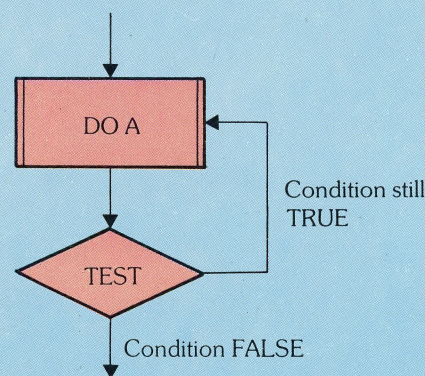 DO A
Condition still
TRUE
TEST
Condition FALSE